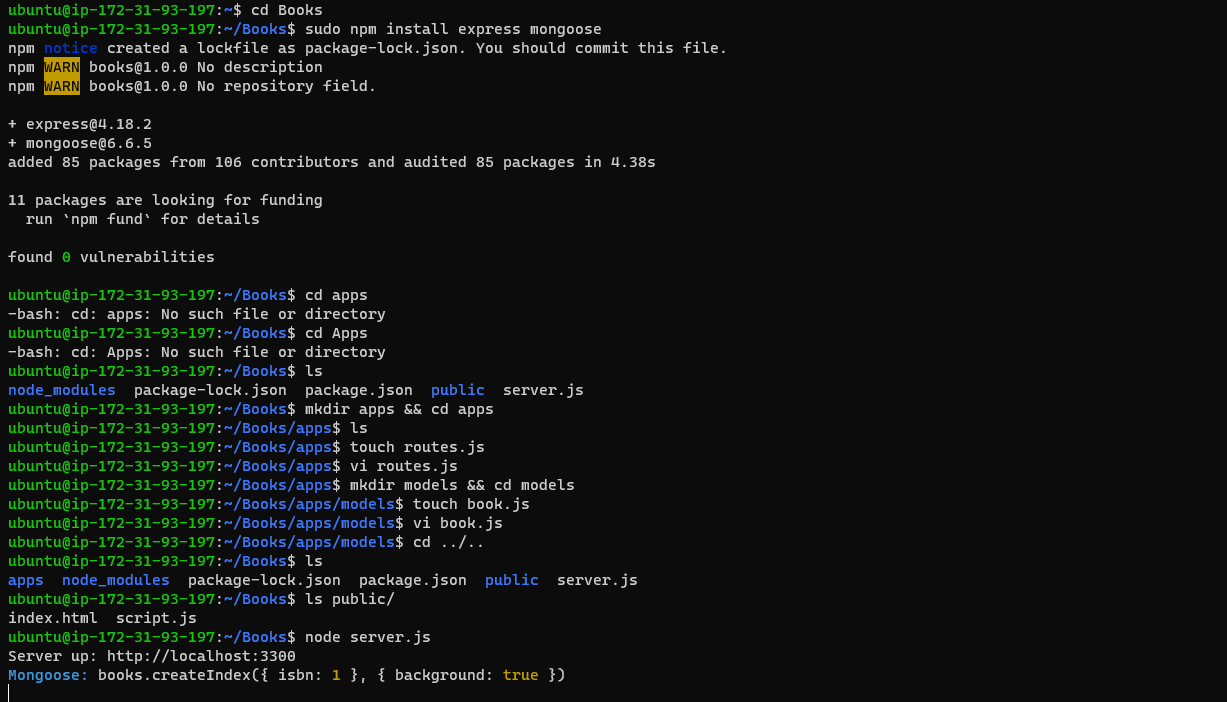 ubuntu@ip-172-31-93-197:~$ cd Books
ubuntu@ip-172-31-93-197:~/Books$ sudo npm install express mongoose
npm notice created a lockfile as package-lock.json. You should commit this file.
npm WARN books@1.0.0 No description
npm WARN books@1.0.0 No repository field.
+ express@4.18.2
+ mongoose@6.6.5
added 85 packages from 106 contributors and audited 85 packages in 4.38s
11 packages are looking for funding
  run `npm fund` for details
found 0 vulnerabilities
ubuntu@ip-172-31-93-197:~/Books$ cd apps
-bash: cd: apps: No such file or directory
ubuntu@ip-172-31-93-197:~/Books$ cd Apps
-bash: cd: Apps: No such file or directory
ubuntu@ip-172-31-93-197:~/Books$ ls
node_modules  package-lock.json  package.json  public  server.js
ubuntu@ip-172-31-93-197:~/Books$ mkdir apps && cd apps
ubuntu@ip-172-31-93-197:~/Books/apps$ ls
ubuntu@ip-172-31-93-197:~/Books/apps$ touch routes.js
ubuntu@ip-172-31-93-197:~/Books/apps$ vi routes.js
ubuntu@ip-172-31-93-197:~/Books/apps$ mkdir models && cd models
ubuntu@ip-172-31-93-197:~/Books/apps/models$ touch book.js
ubuntu@ip-172-31-93-197:~/Books/apps/models$ vi book.js
ubuntu@ip-172-31-93-197:~/Books/apps/models$ cd ../..
ubuntu@ip-172-31-93-197:~/Books$ ls
apps  node_modules  package-lock.json  package.json  public  server.js
ubuntu@ip-172-31-93-197:~/Books$ ls public/
index.html  script.js
ubuntu@ip-172-31-93-197:~/Books$ node server.js
Server up: http://localhost:3300
Mongoose: books.createIndex({ isbn: 1 }, { background: true })